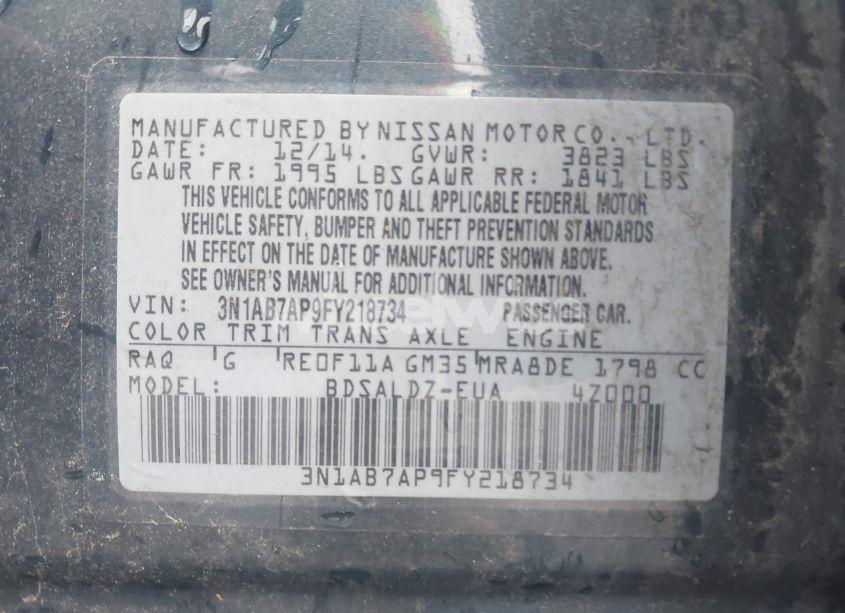 MANUFACTURED BY NISSAN MOTOR CO., LTD.
DATE: 12/14. GVWR: 3823 LBS
GAWR FR: 1995 LBS GAWR RR: 1841 LBS
THIS VEHICLE CONFORMS TO ALL APPLICABLE FEDERAL MOTOR
VEHICLE SAFETY, BUMPER AND THEFT PREVENTION STANDARDS
IN EFFECT ON THE DATE OF MANUFACTURE SHOWN ABOVE.
SEE OWNER'S MANUAL FOR ADDITIONAL INFORMATION.
VIN: 3N1AB7AP9FY218734 PASSENGER CAR.
COLOR TRIM TRANS AXLE ENGINE
RAQ G RE0F11A GM35 MRA8DE 1798 CC
MODEL: BDSALDZ-EUA 4Z000
3N1AB7AP9FY218734